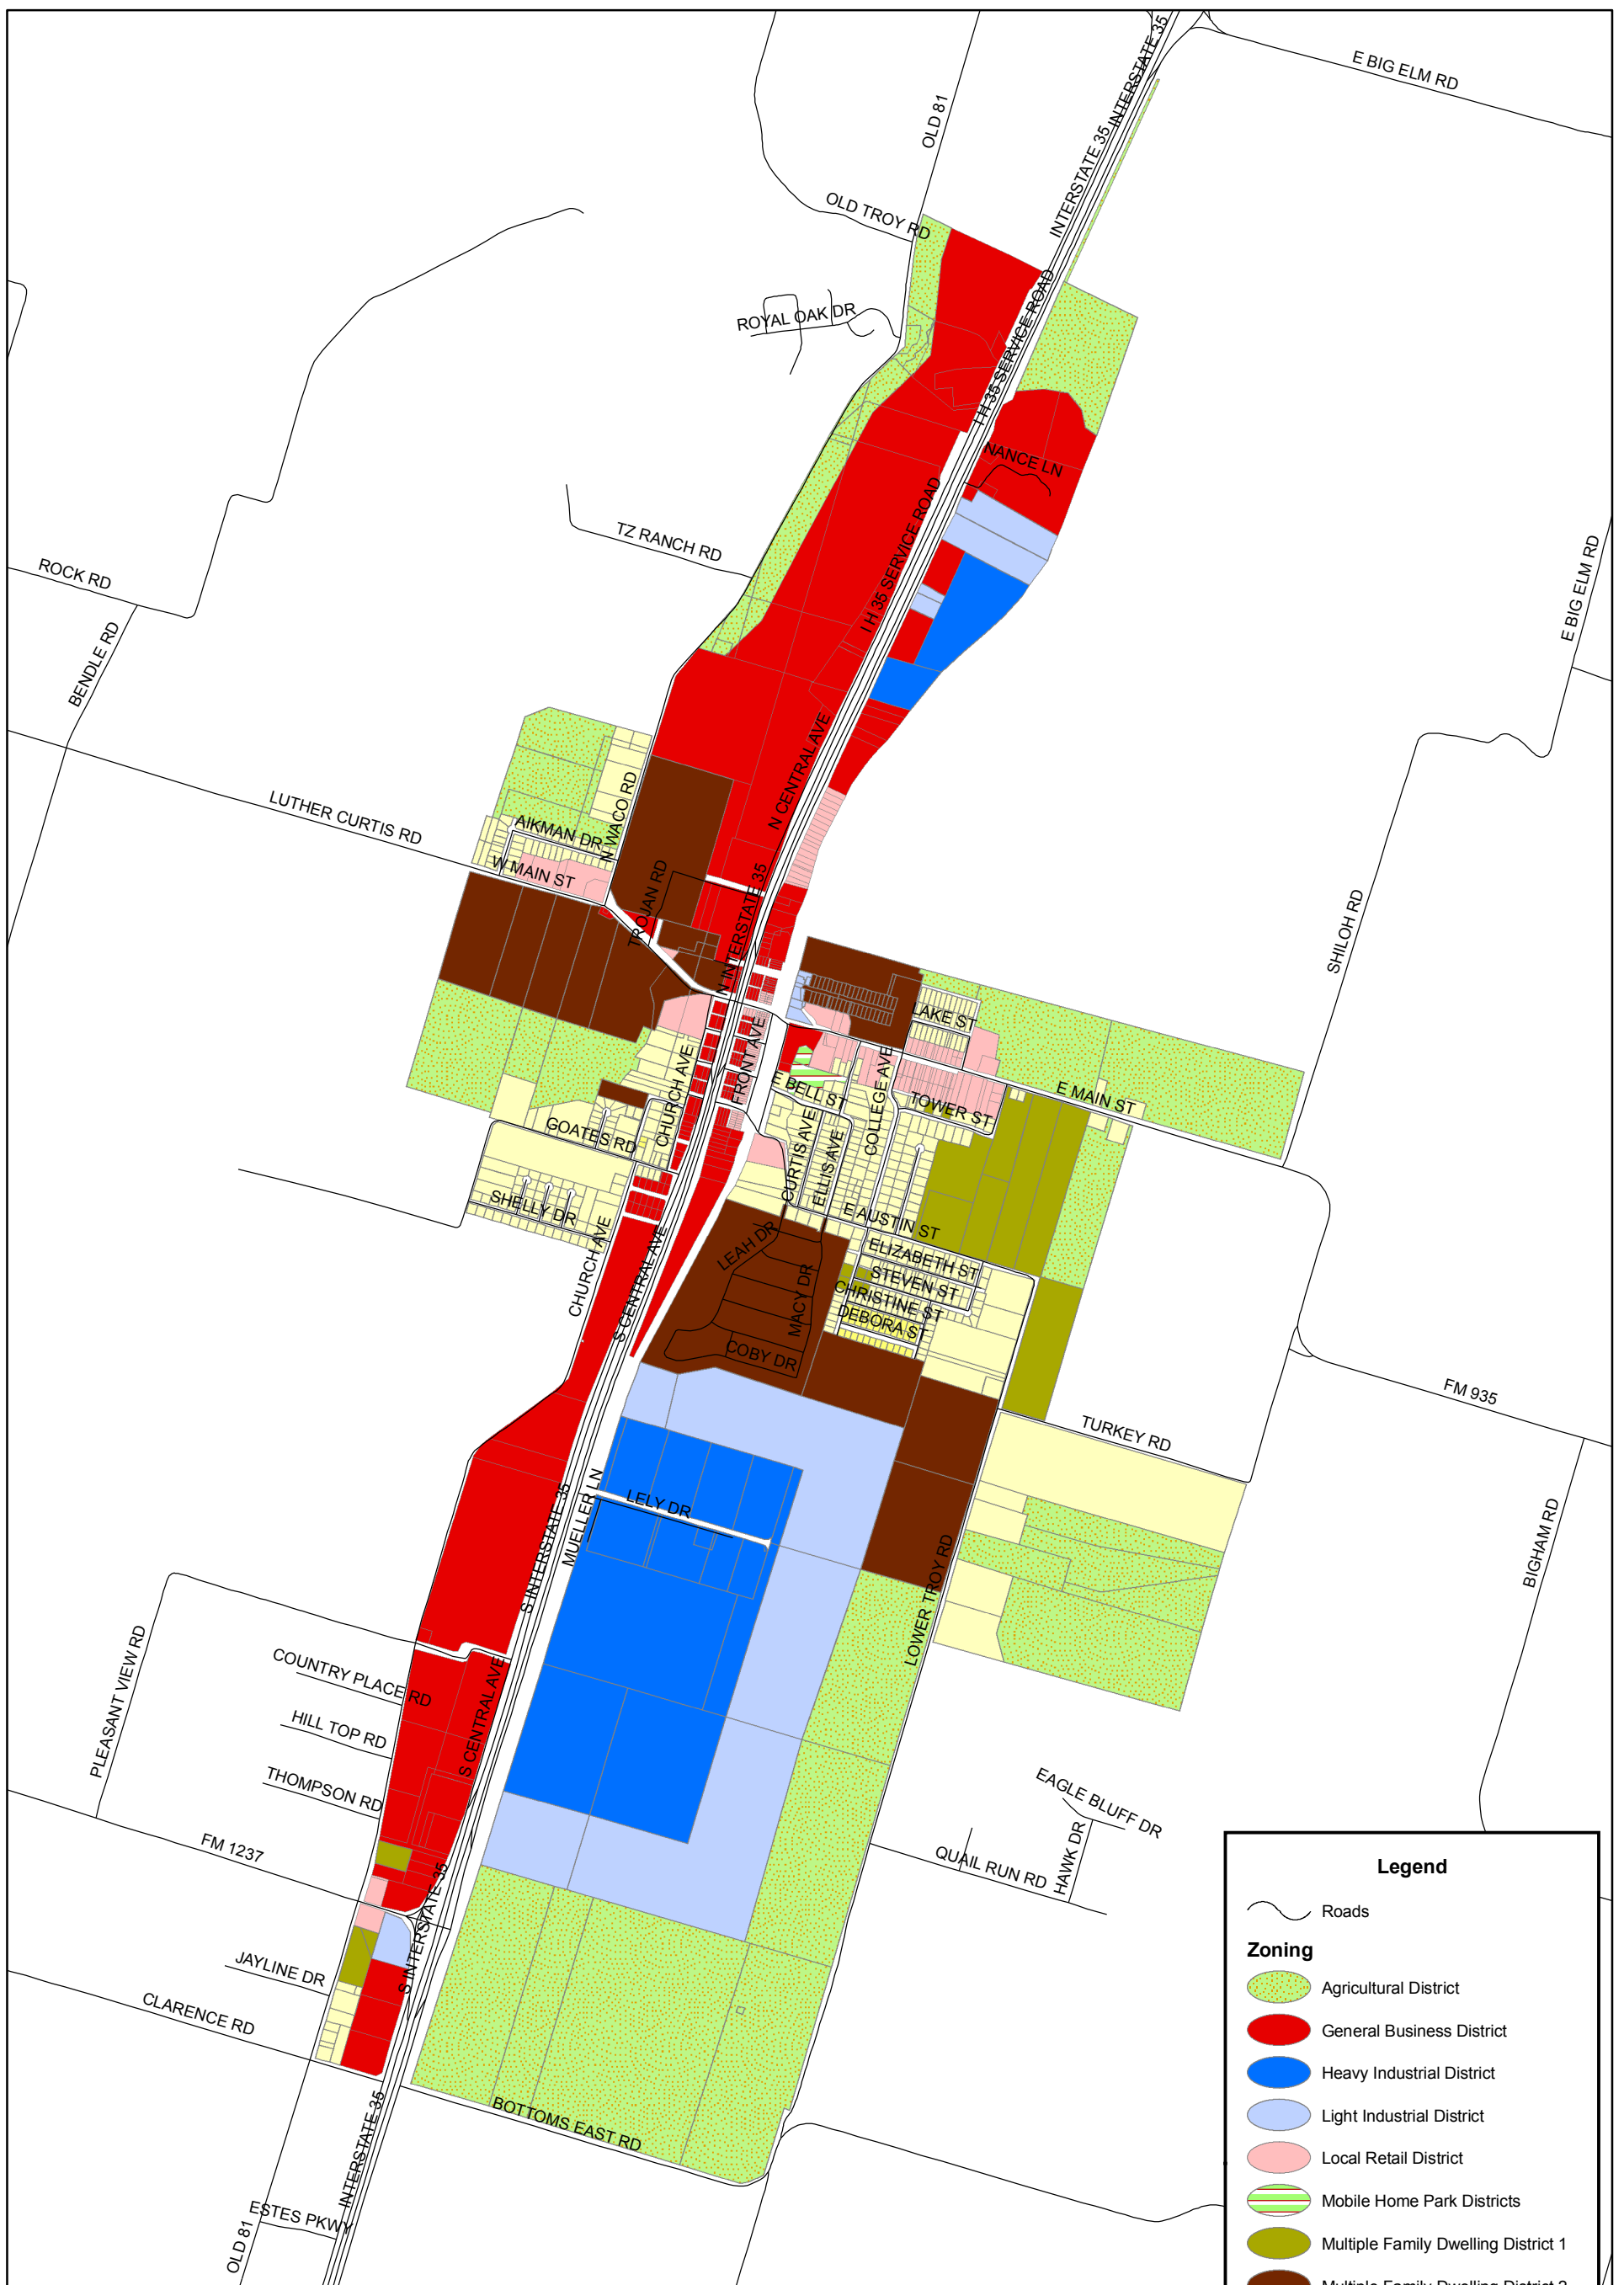 INTERSTATE 35
E BIG ELM RD
OLD 81
INTERSTATE 35
OLD TROY RD
I H 35 SERVICE ROAD
ROYAL OAK DR
NANCE LN
I H 35 SERVICE ROAD
TZ RANCH RD
ROCK RD
E BIG ELM RD
BENDLE RD
N CENTRAL AVE
N WACO RD
LUTHER CURTIS RD
AIKMAN DR
W MAIN ST
TROJAN RD
N INTERSTATE 35
SHILOH RD
LAKE ST
FRONT AVE
CHURCH AVE
E BELL ST
COLLEGE AVE
TOWER ST
E MAIN ST
GOATES RD
CURTIS AVE
ELLIS AVE
SHELLY DR
E AUSTIN ST
CHURCH AVE
S CENTRAL AVE
LEAH DR
ELIZABETH ST
STEVEN ST
MACY DR
CHRISTINE ST
DEBORA ST
COBY DR
FM 935
TURKEY RD
LELY DR
MUELLER LN
S INTERSTATE 35
BIGHAM RD
LOWER TROY RD
PLEASANT VIEW RD
COUNTRY PLACE RD
S CENTRAL AVE
HILL TOP RD
THOMPSON RD
EAGLE BLUFF DR
FM 1237
QUAIL RUN RD
HAWK DR
S INTERSTATE 35
JAYLINE DR
CLARENCE RD
BOTTOMS EAST RD
INTERSTATE 35
ESTES PKWY
OLD 81
Legend
Roads
Zoning
Agricultural District
General Business District
Heavy Industrial District
Light Industrial District
Local Retail District
Mobile Home Park Districts
Multiple Family Dwelling District 1
Multiple Family Dwelling District 2